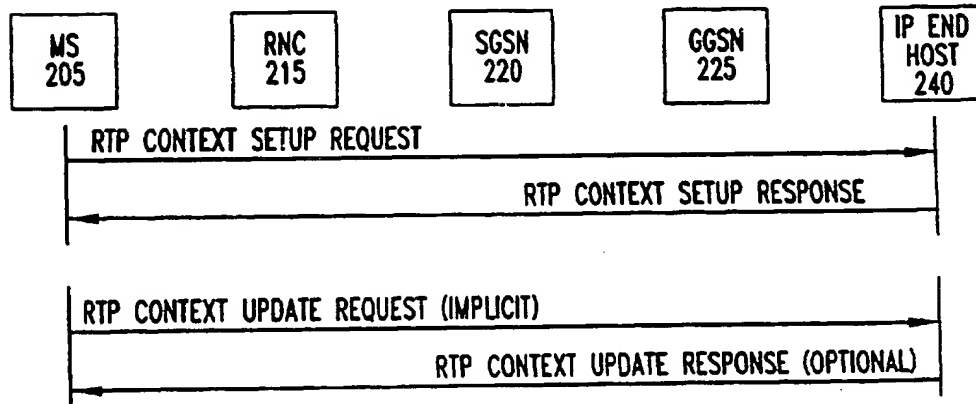 MS
205
RNC
215
SGSN
220
GGSN
225
IP END
HOST
240
RTP CONTEXT SETUP REQUEST
RTP CONTEXT SETUP RESPONSE
RTP CONTEXT UPDATE REQUEST (IMPLICIT)
RTP CONTEXT UPDATE RESPONSE (OPTIONAL)